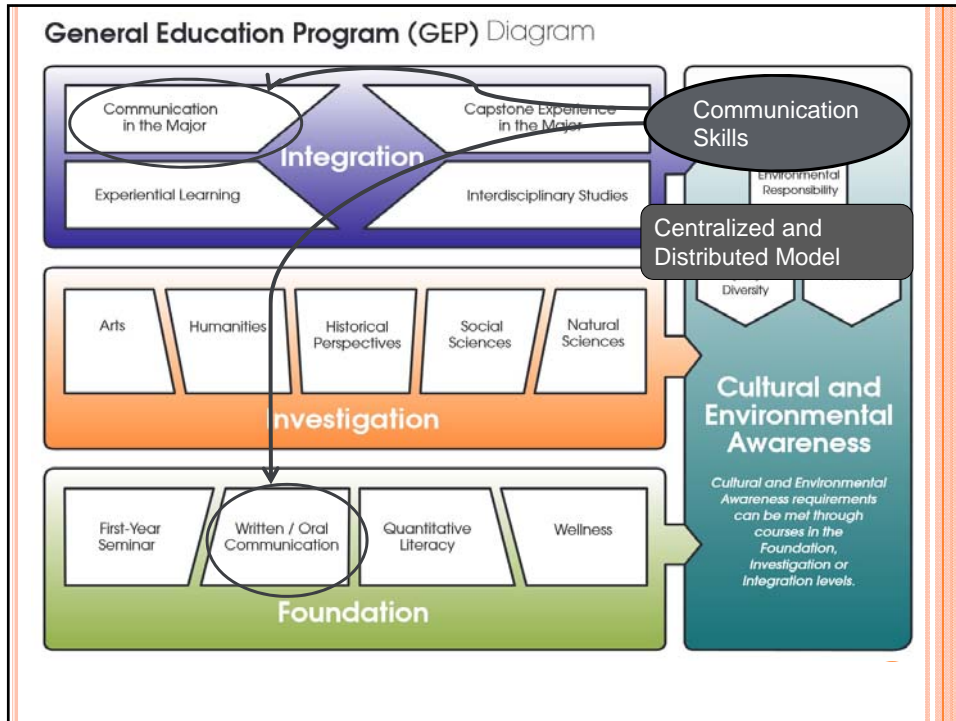 General Education Program (GEP) Diagram
Communication
in the Major
Capstone Experience
in the Major
Integration
Experiential Learning
Interdisciplinary Studies
Communication
Skills
Environmental
Responsibility
Centralized and
Distributed Model
Diversity
Arts
Humanities
Historical
Perspectives
Social
Sciences
Natural
Sciences
Investigation
First-Year
Seminar
Written / Oral
Communication
Quantitative
Literacy
Wellness
Foundation
Cultural and
Environmental
Awareness
Cultural and Environmental
Awareness requirements
can be met through
courses in the
Foundation,
Investigation or
Integration levels.